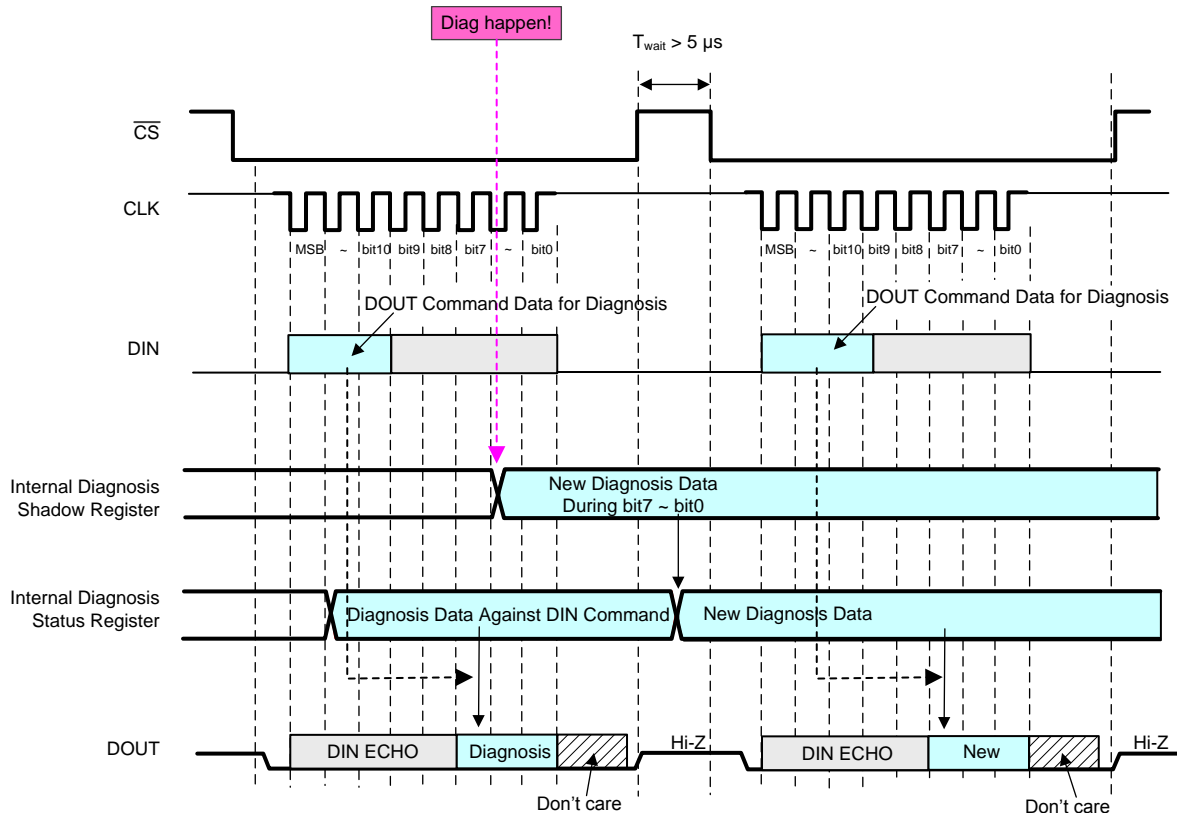 Diag happen!
Twait > 5 µs
CS
CLK
MSB ~ bit10 bit9 bit8 bit7 ~ bit0
MSB ~ bit10 bit9 bit8 bit7 ~ bit0
DOUT Command Data for Diagnosis
DOUT Command Data for Diagnosis
DIN
Internal Diagnosis
Shadow Register
New Diagnosis Data
During bit7 ~ bit0
Internal Diagnosis
Status Register
Diagnosis Data Against DIN Command
New Diagnosis Data
DOUT
DIN ECHO
Diagnosis
Hi-Z
DIN ECHO
New
Hi-Z
Don't care
Don't care